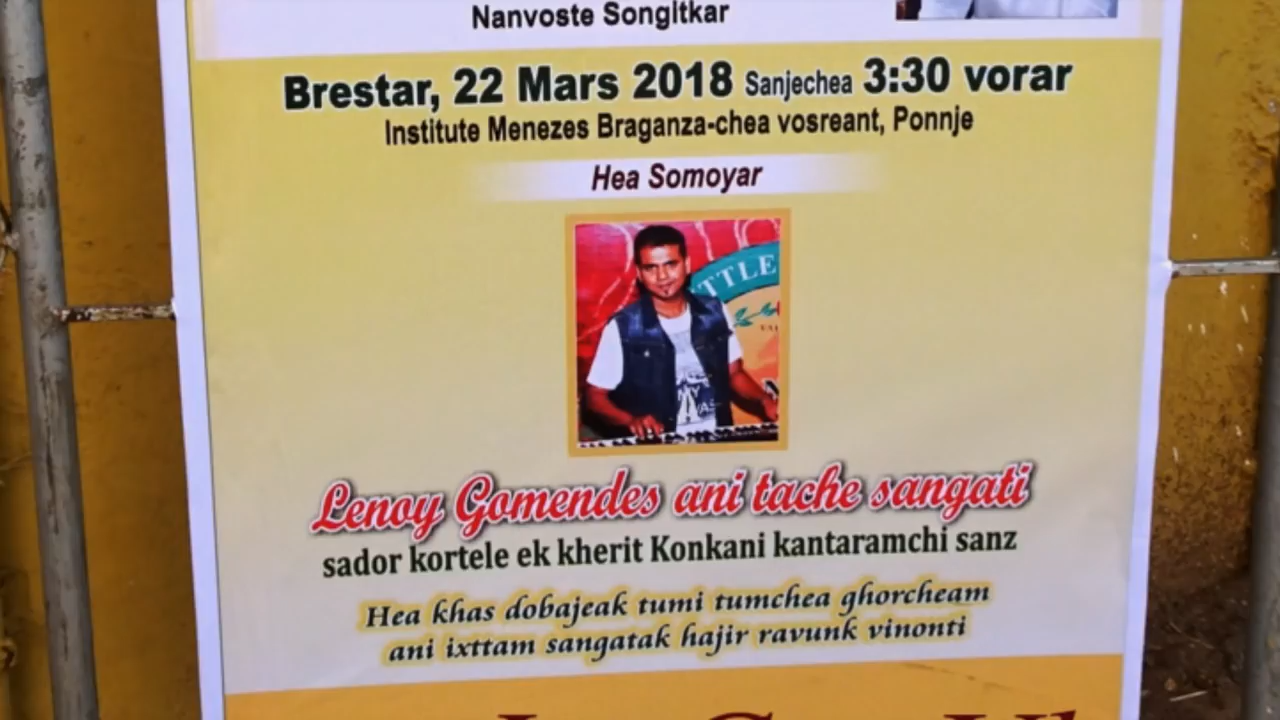 Nanvoste Songitkar
Brestar, 22 Mars 2018 Sanjechea 3:30 vorar
Institute Menezes Braganza-chea vosreant, Ponnje
Hea Somoyar
TTLE
Lenoy Gomendes ani tache sangati
sador kortele ek kherit Konkani kantaramchi sanz
Hea khas dobajeak tumi tumchea ghorcheam
ani ixttam sangatak hajir ravunk vinonti